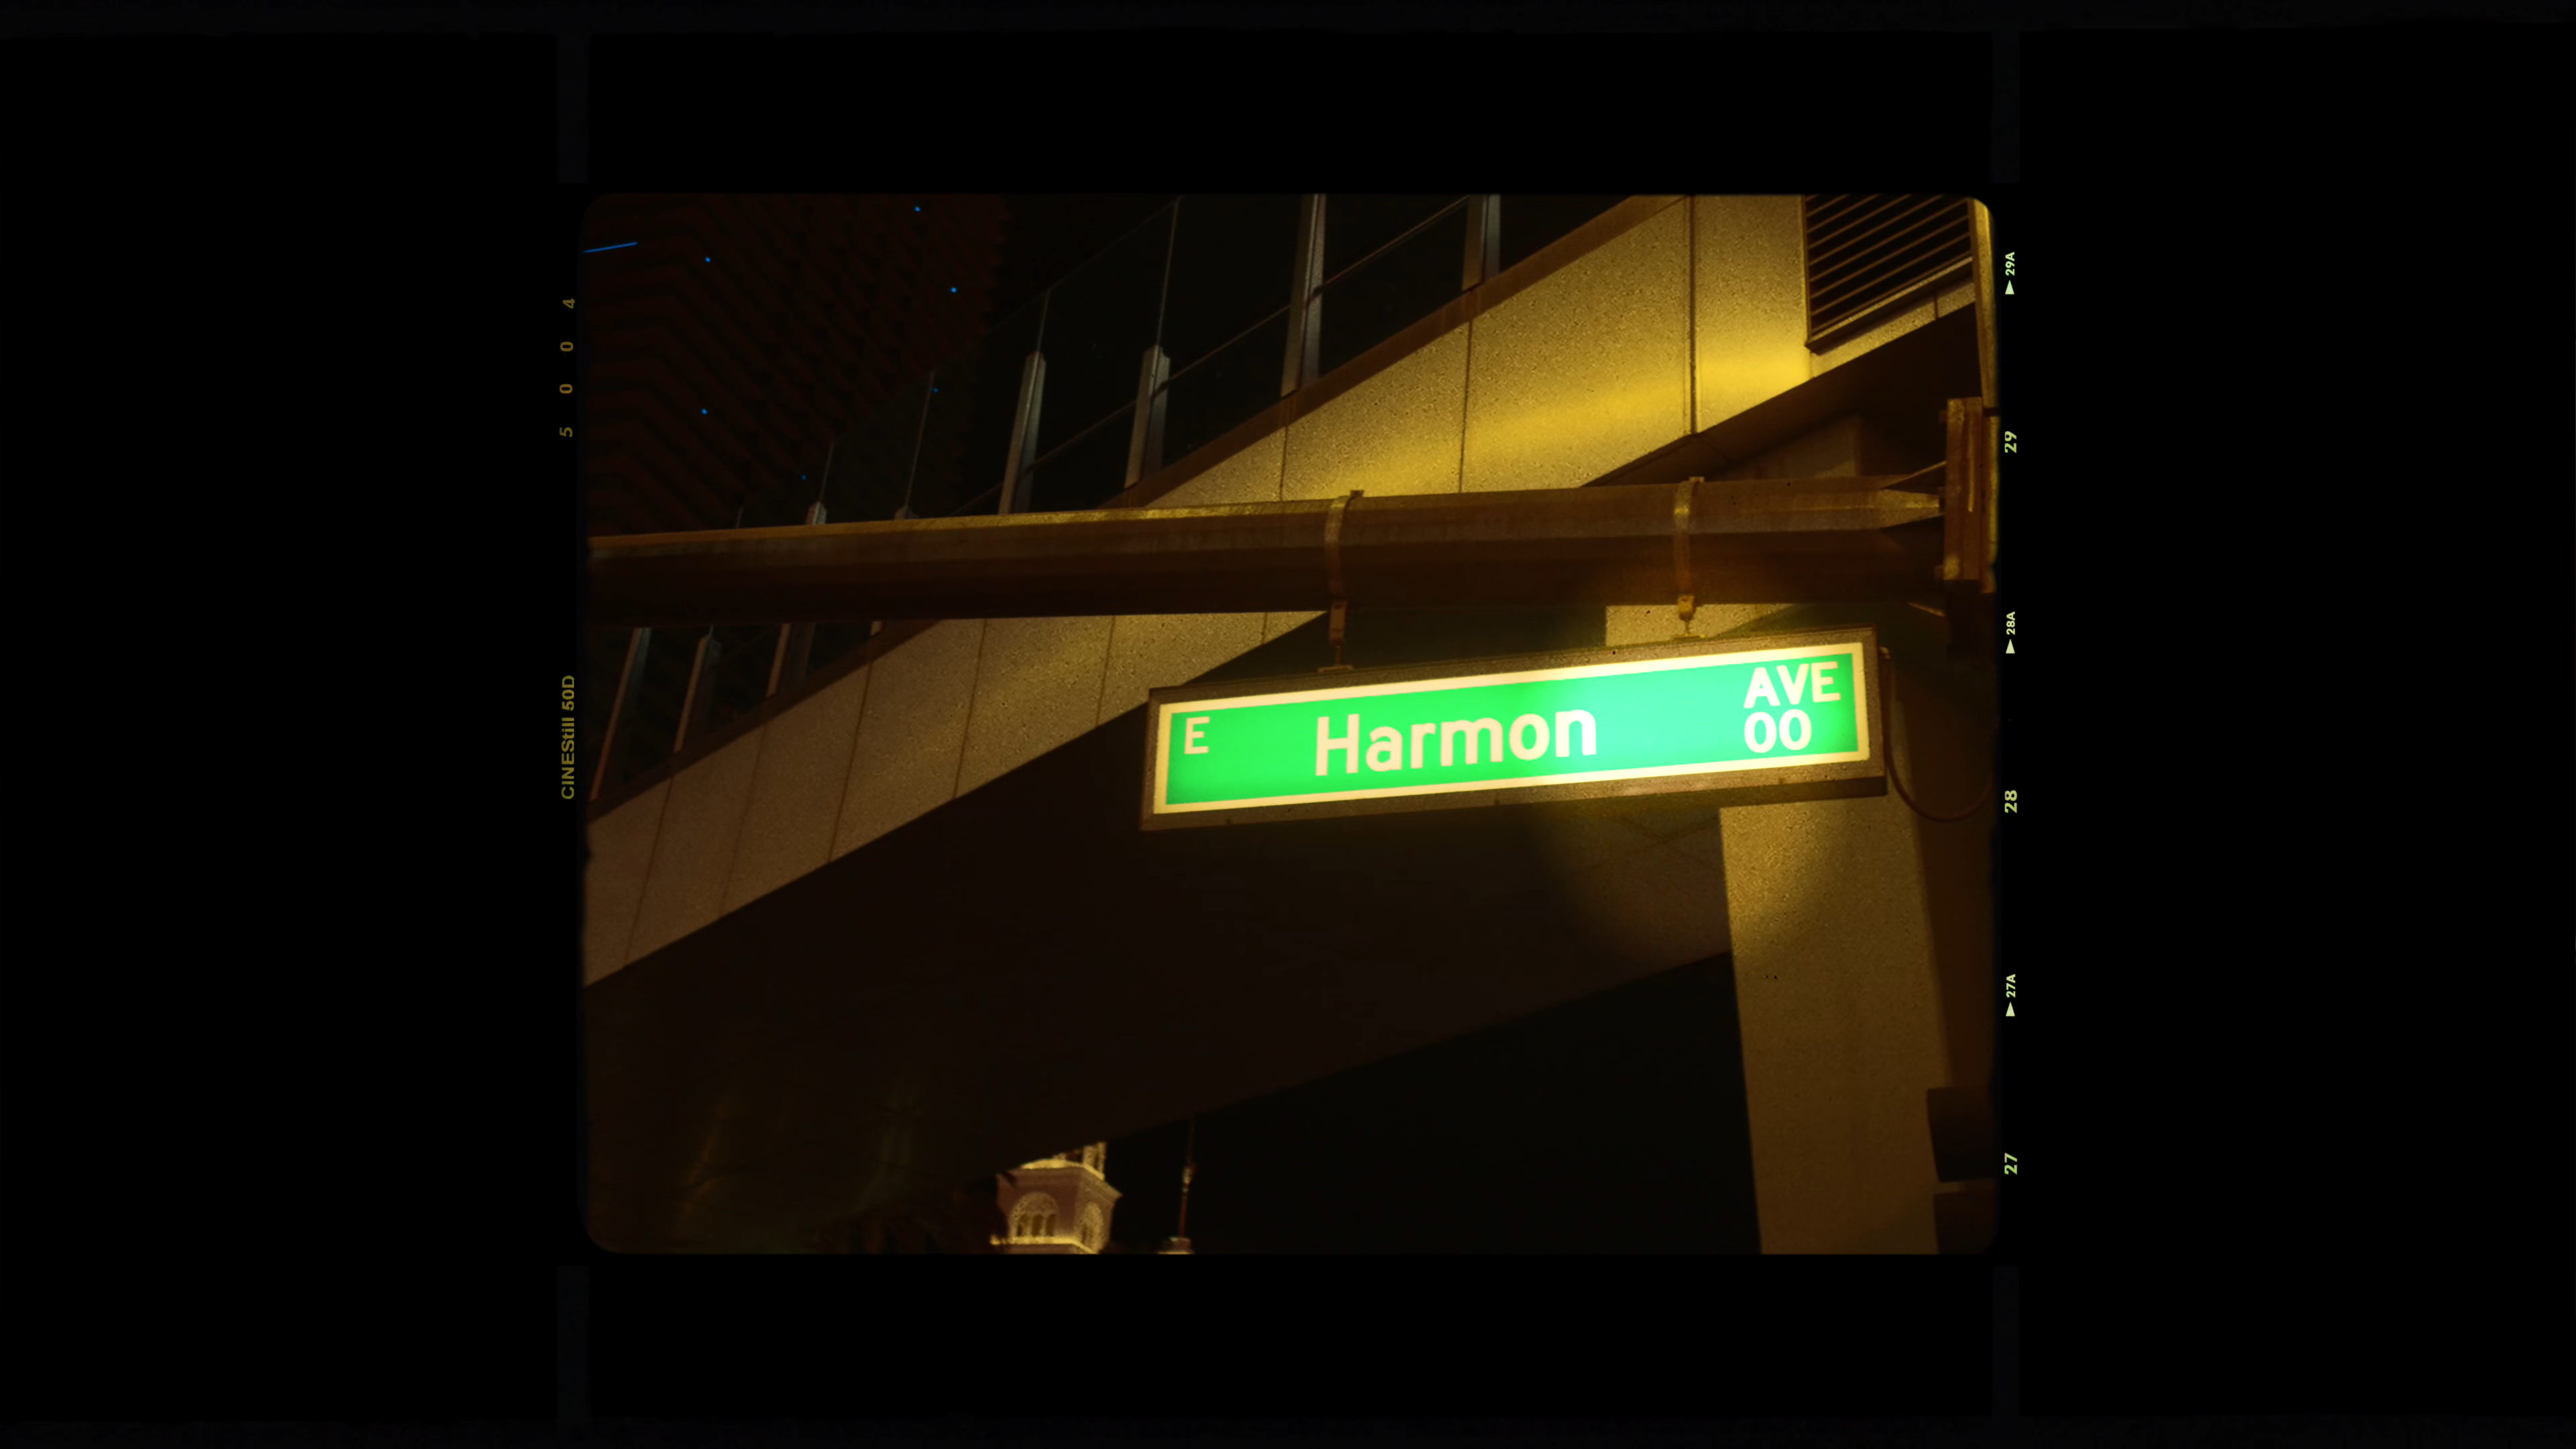 E Harmon AVE
00
5 0 0 4
CINEStill 50D
▶ 29A
29
▶ 28A
28
▶ 27A
27